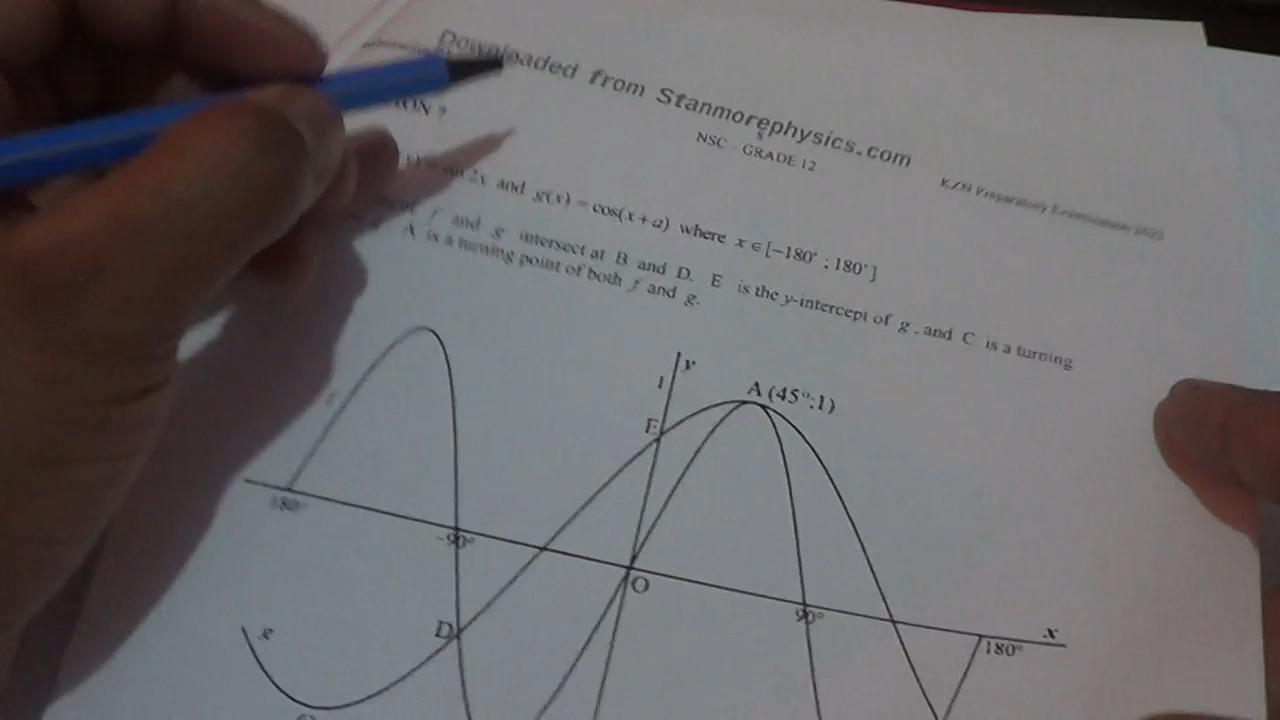 Downloaded from Stanmorephysics.com
8
NSC GRADE 12
and g(x) = cos(x + a) where x ∈ [−180° ; 180°]
f and g intersect at B and D. E is the y-intercept of g , and C is a turning
A is a turning point of both f and g.
y
1
A (45°;1)
E
180°
-90°
O
D
90°
x
180°
g